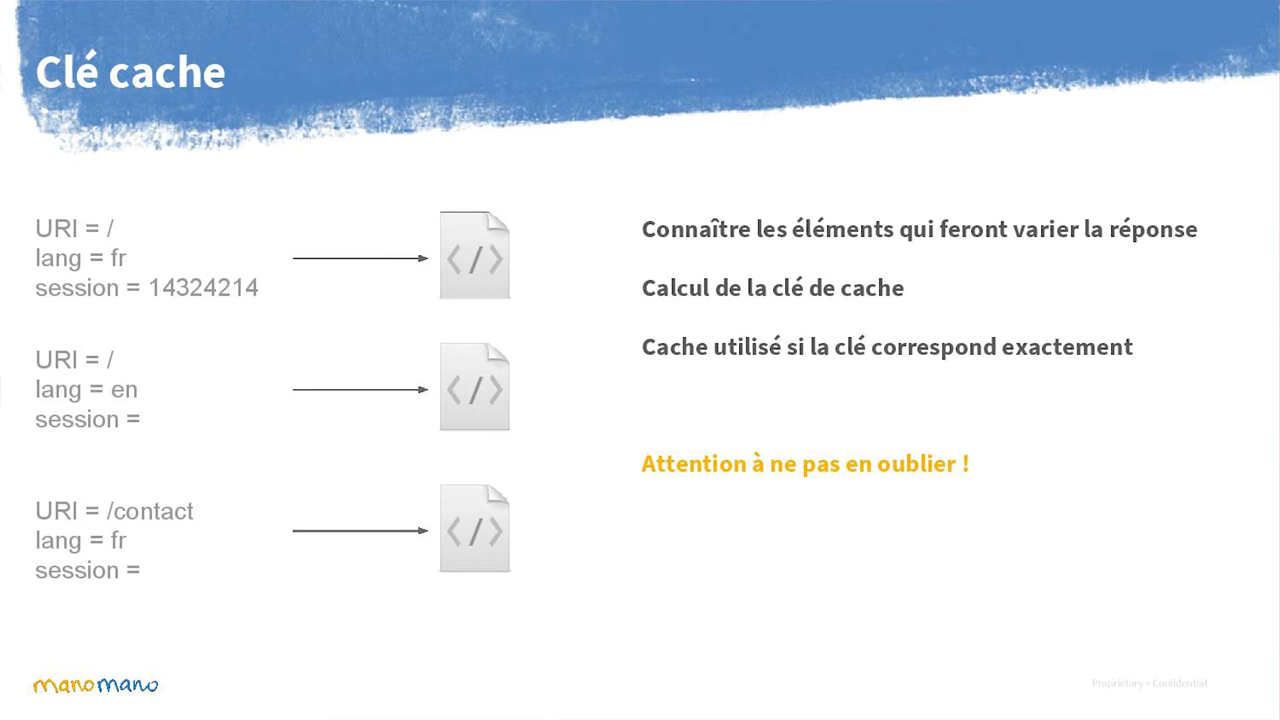 Clé cache
URI = /
lang = fr
session = 14324214
URI = /
lang = en
session =
URI = /contact
lang = fr
session =
Connaître les éléments qui feront varier la réponse
Calcul de la clé de cache
Cache utilisé si la clé correspond exactement
Attention à ne pas en oublier !
manomano
Proprietary + Confidential